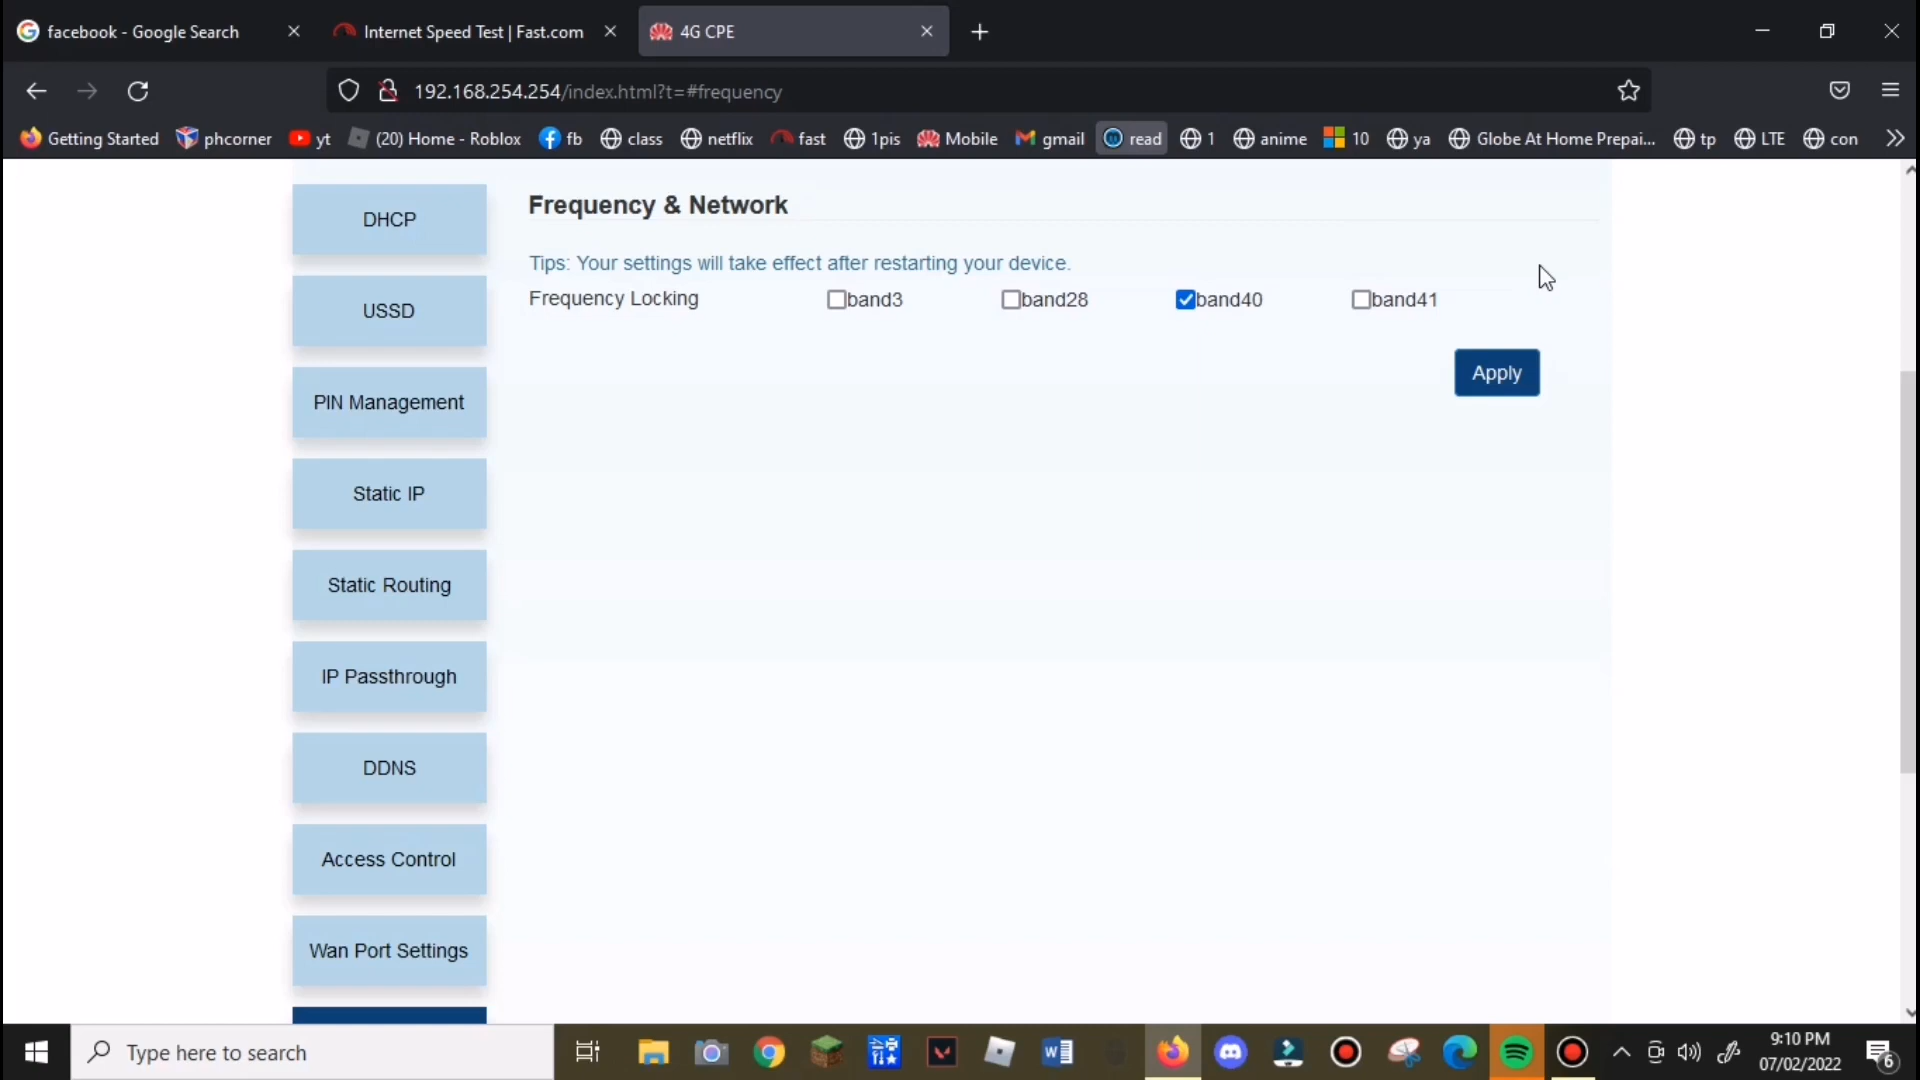 facebook - Google Search
Internet Speed Test | Fast.com
4G CPE
192.168.254.254/index.html?t=#frequency
Getting Started phcorner yt (20) Home - Roblox fb class netflix fast 1pis Mobile gmail read 1 anime 10 ya Globe At Home Prepai... tp LTE con
DHCP
Frequency & Network
Tips: Your settings will take effect after restarting your device.
Frequency Locking band3 band28 band40 band41
USSD
Apply
PIN Management
Static IP
Static Routing
IP Passthrough
DDNS
Access Control
Wan Port Settings
Type here to search
9:10 PM
07/02/2022
6